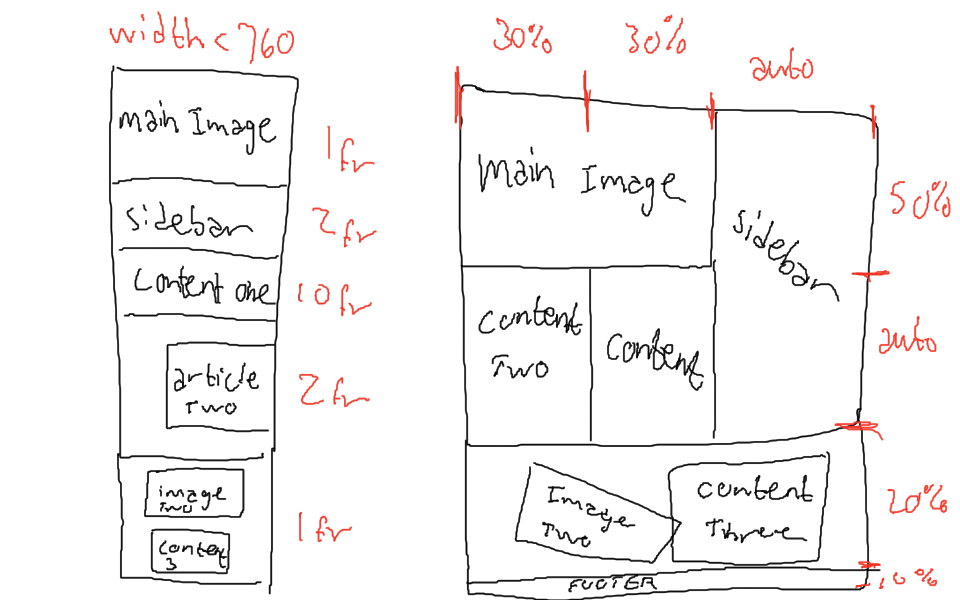 width < 760
main Image
1fr
sidebar
2fr
Content one
10fr
article
Two
2fr
image
Two
content
3
1fr
30%
30%
auto
Main Image
sidebar
50%
Content
Two
Content
auto
Image
Two
content
Three
20%
FOOTER
10%